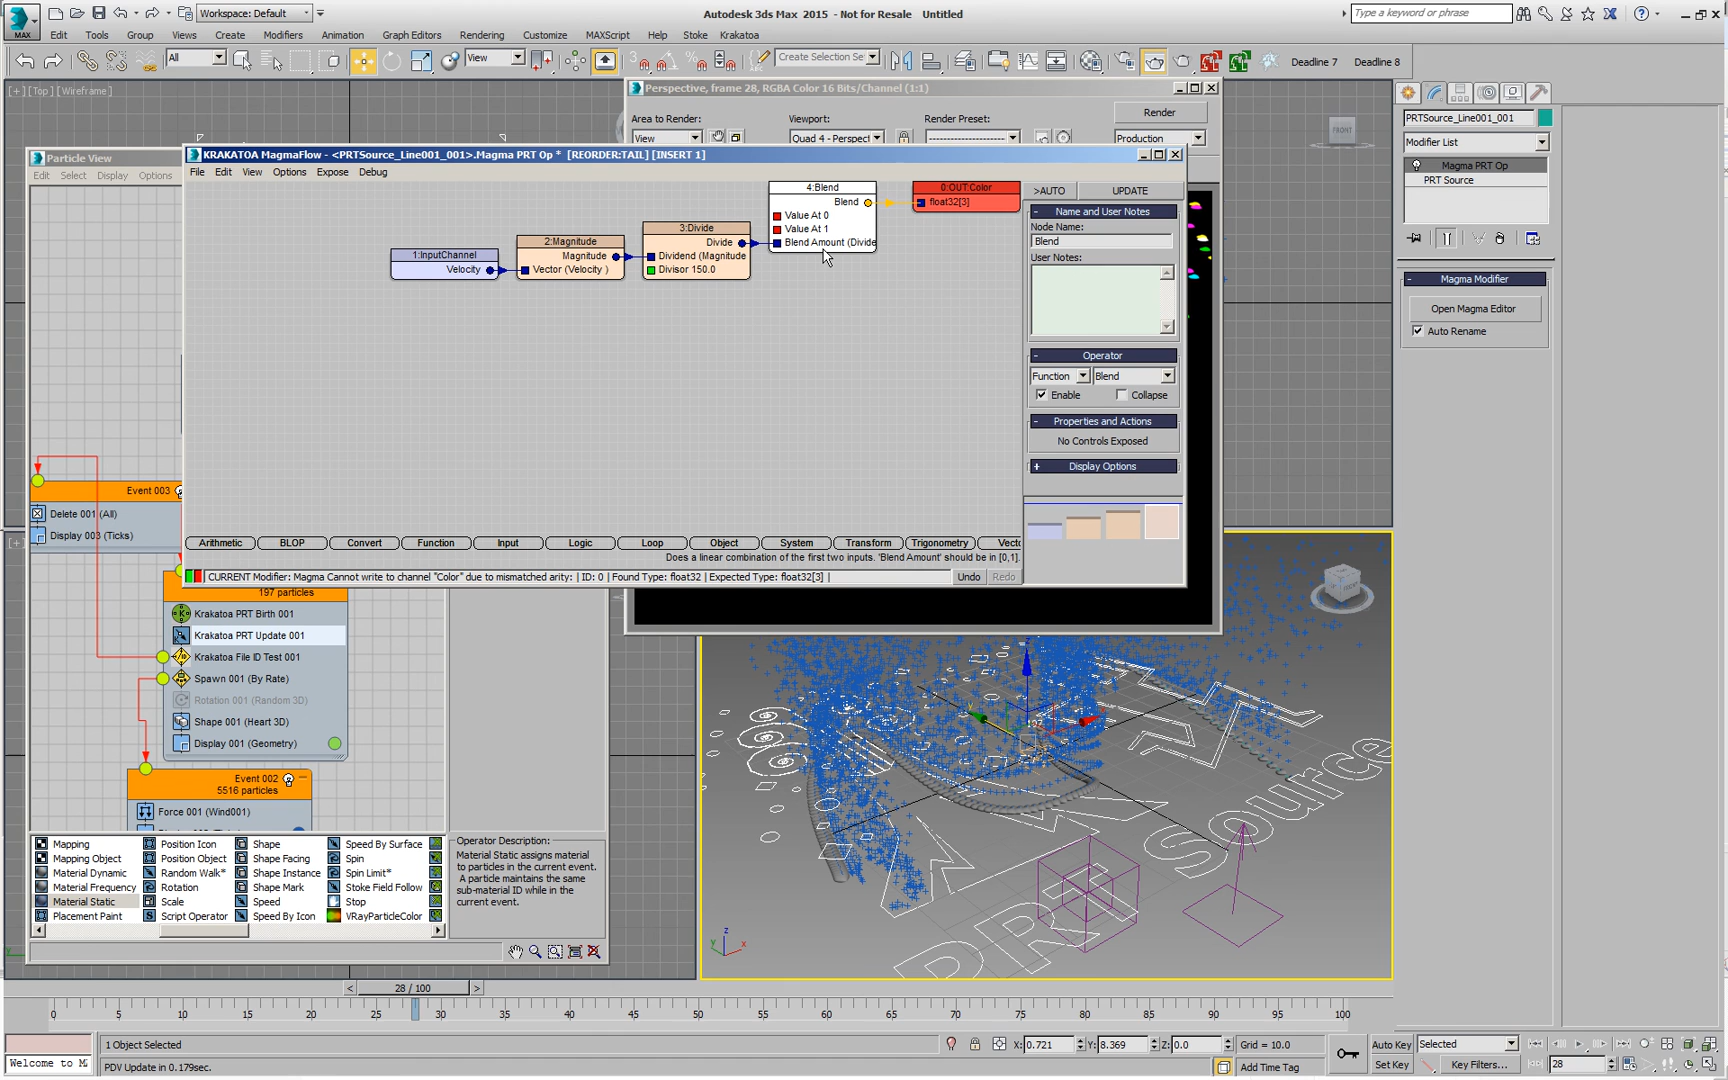 Workspace: Default
Autodesk 3ds Max 2015 - Not for Resale Untitled
Type a keyword or phrase
MAX
Edit Tools Group Views Create Modifiers Animation Graph Editors Rendering Customize MAXScript Help Stoke Krakatoa
All
View
Create Selection Se
Deadline 7 Deadline 8
[+] [Top] [Wireframe]
Perspective, frame 28, RGBA Color 16 Bits/Channel (1:1)
Area to Render:
Viewport:
Render Preset:
Render
View
Quad 4 - Perspect
Production
Particle View
Edit Select Display Options
KRAKATOA MagmaFlow - <PRTSource_Line001_001>.Magma PRT Op * [REORDER:TAIL] [INSERT 1]
File Edit View Options Expose Debug
FRONT
PRTSource_Line001_001
Modifier List
Magma PRT Op
PRT Source
Magma Modifier
Open Magma Editor
Auto Rename
>AUTO
UPDATE
Name and User Notes
Node Name:
Blend
User Notes:
Operator
Function
Blend
Enable
Collapse
Properties and Actions
No Controls Exposed
Display Options
1:InputChannel
Velocity
2:Magnitude
Magnitude
Vector (Velocity )
3:Divide
Divide
Dividend (Magnitude
Divisor 150.0
4:Blend
Blend
Value At 0
Value At 1
Blend Amount (Divide
0:OUT:Color
float32[3]
Arithmetic BLOP Convert Function Input Logic Loop Object System Transform Trigonometry Vecto
Does a linear combination of the first two inputs. 'Blend Amount' should be in [0,1].
CURRENT Modifier: Magma Cannot write to channel "Color" due to mismatched arity: | ID: 0 | Found Type: float32 | Expected Type: float32[3] |
Undo
Redo
Event 003
Delete 001 (All)
Display 003 (Ticks)
197 particles
Krakatoa PRT Birth 001
Krakatoa PRT Update 001
Krakatoa File ID Test 001
Spawn 001 (By Rate)
Rotation 001 (Random 3D)
Shape 001 (Heart 3D)
Display 001 (Geometry)
Event 002
5516 particles
Force 001 (Wind001)
Mapping
Mapping Object
Material Dynamic
Material Frequency
Material Static
Placement Paint
Position Icon
Position Object
Random Walk*
Rotation
Scale
Script Operator
Shape
Shape Facing
Shape Instance
Shape Mark
Speed
Speed By Icon
Speed By Surface
Spin
Spin Limit*
Stoke Field Follow
Stop
VRayParticleColor
Operator Description:
Material Static assigns material
to particles in the current event.
A particle maintains the same
sub-material ID while in the
current event.
PRT Source
z
y
x
< 28 / 100 >
0 5 10 15 20 25 30 35 40 45 50 55 60 65 70 75 80 85 90 95 100
Welcome to M
1 Object Selected
PDV Update in 0.179sec.
X: 0.721 Y: 8.369 Z: 0.0
Grid = 10.0
Add Time Tag
Auto Key
Selected
Set Key
Key Filters...
28